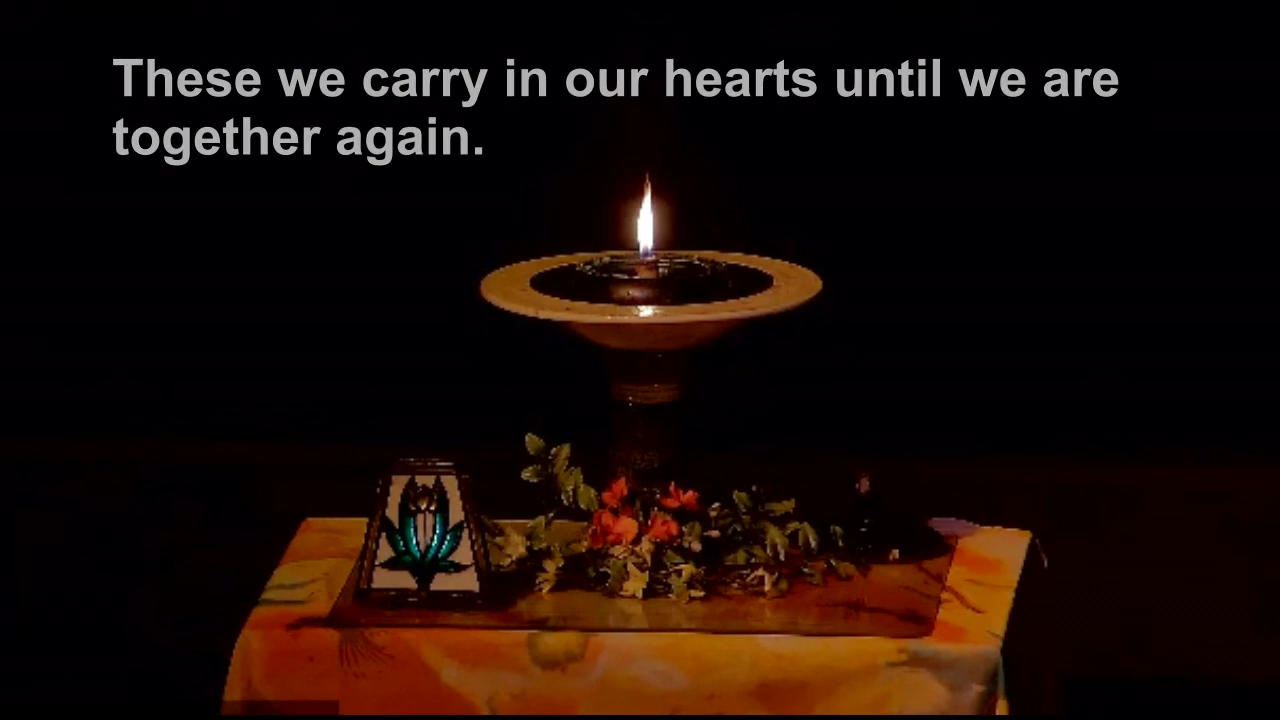 These we carry in our hearts until we are
together again.